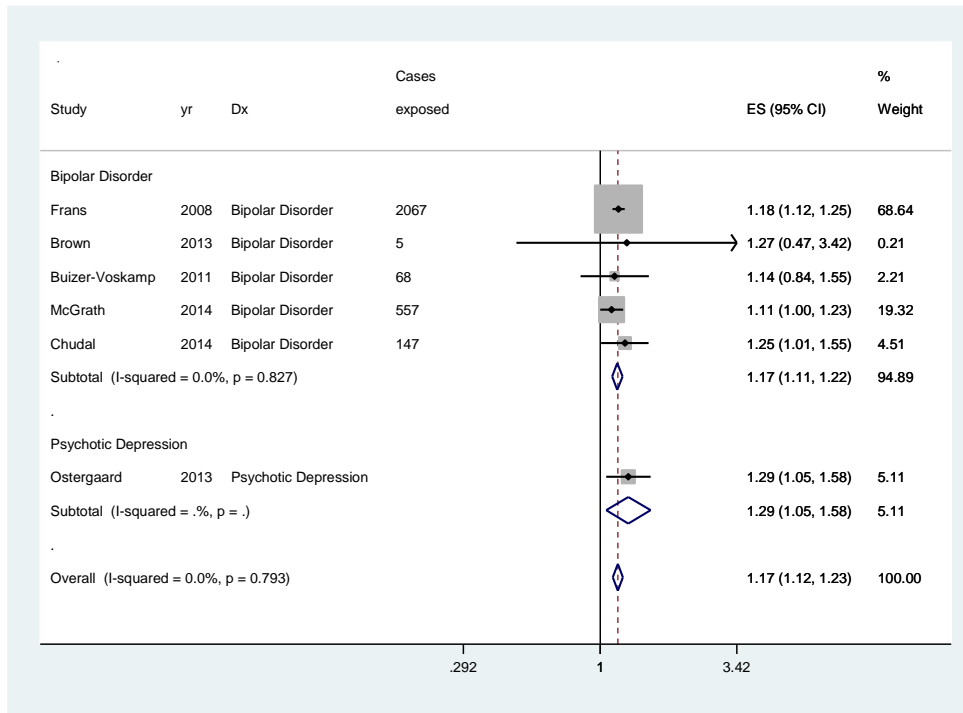 .
Cases %
Study yr Dx exposed ES (95% CI) Weight
Bipolar Disorder
Frans 2008 Bipolar Disorder 2067 1.18 (1.12, 1.25) 68.64
Brown 2013 Bipolar Disorder 5 1.27 (0.47, 3.42) 0.21
Buizer-Voskamp 2011 Bipolar Disorder 68 1.14 (0.84, 1.55) 2.21
McGrath 2014 Bipolar Disorder 557 1.11 (1.00, 1.23) 19.32
Chudal 2014 Bipolar Disorder 147 1.25 (1.01, 1.55) 4.51
Subtotal (I-squared = 0.0%, p = 0.827) 1.17 (1.11, 1.22) 94.89
.
Psychotic Depression
Ostergaard 2013 Psychotic Depression 1.29 (1.05, 1.58) 5.11
Subtotal (I-squared = .%, p = .) 1.29 (1.05, 1.58) 5.11
.
Overall (I-squared = 0.0%, p = 0.793) 1.17 (1.12, 1.23) 100.00
.292 1 3.42